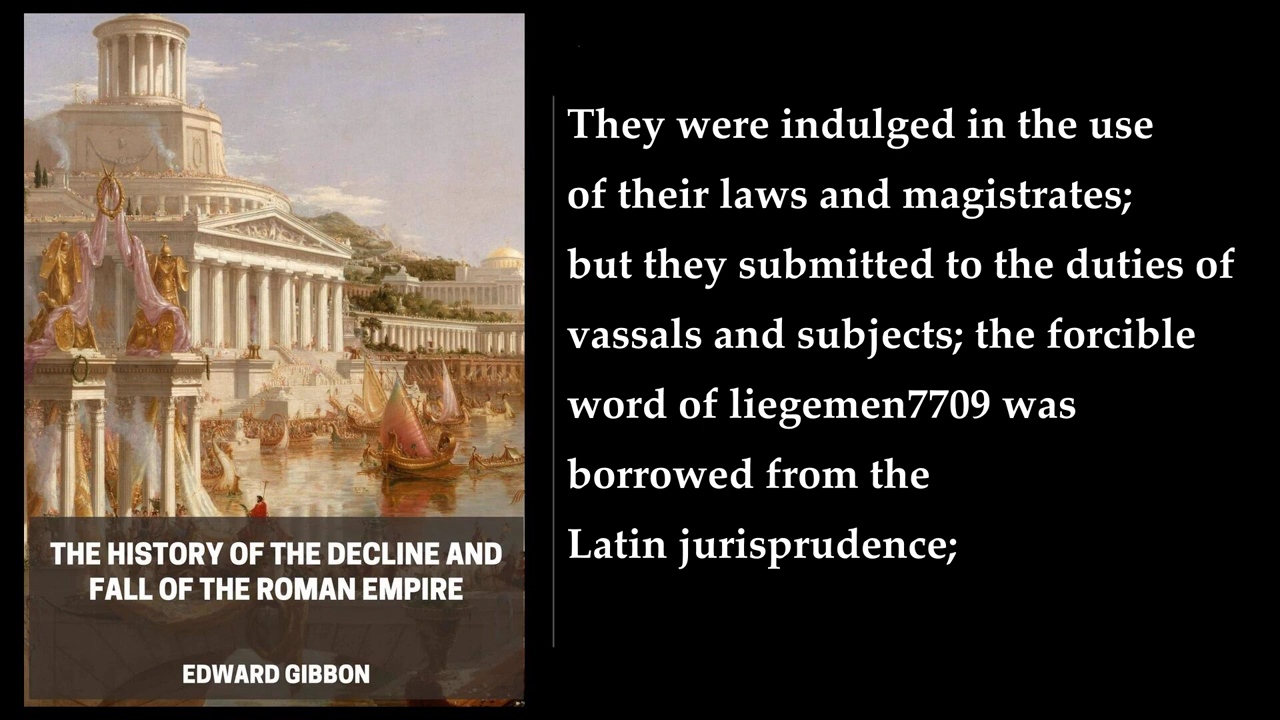 THE HISTORY OF THE DECLINE AND
FALL OF THE ROMAN EMPIRE
EDWARD GIBBON
They were indulged in the use
of their laws and magistrates;
but they submitted to the duties of
vassals and subjects; the forcible
word of liegemen7709 was
borrowed from the
Latin jurisprudence;